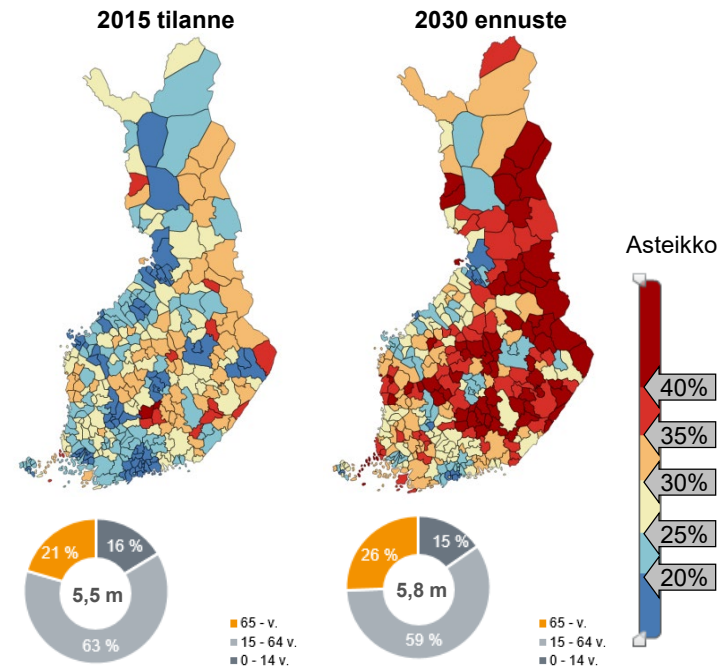 2015 tilanne
2030 ennuste
Asteikko
40%
35%
30%
25%
20%
21 %
16 %
5,5 m
63 %
65 - v.
15 - 64 v.
0 - 14 v.
26 %
15 %
5,8 m
59 %
65 - v.
15 - 64 v.
0 - 14 v.